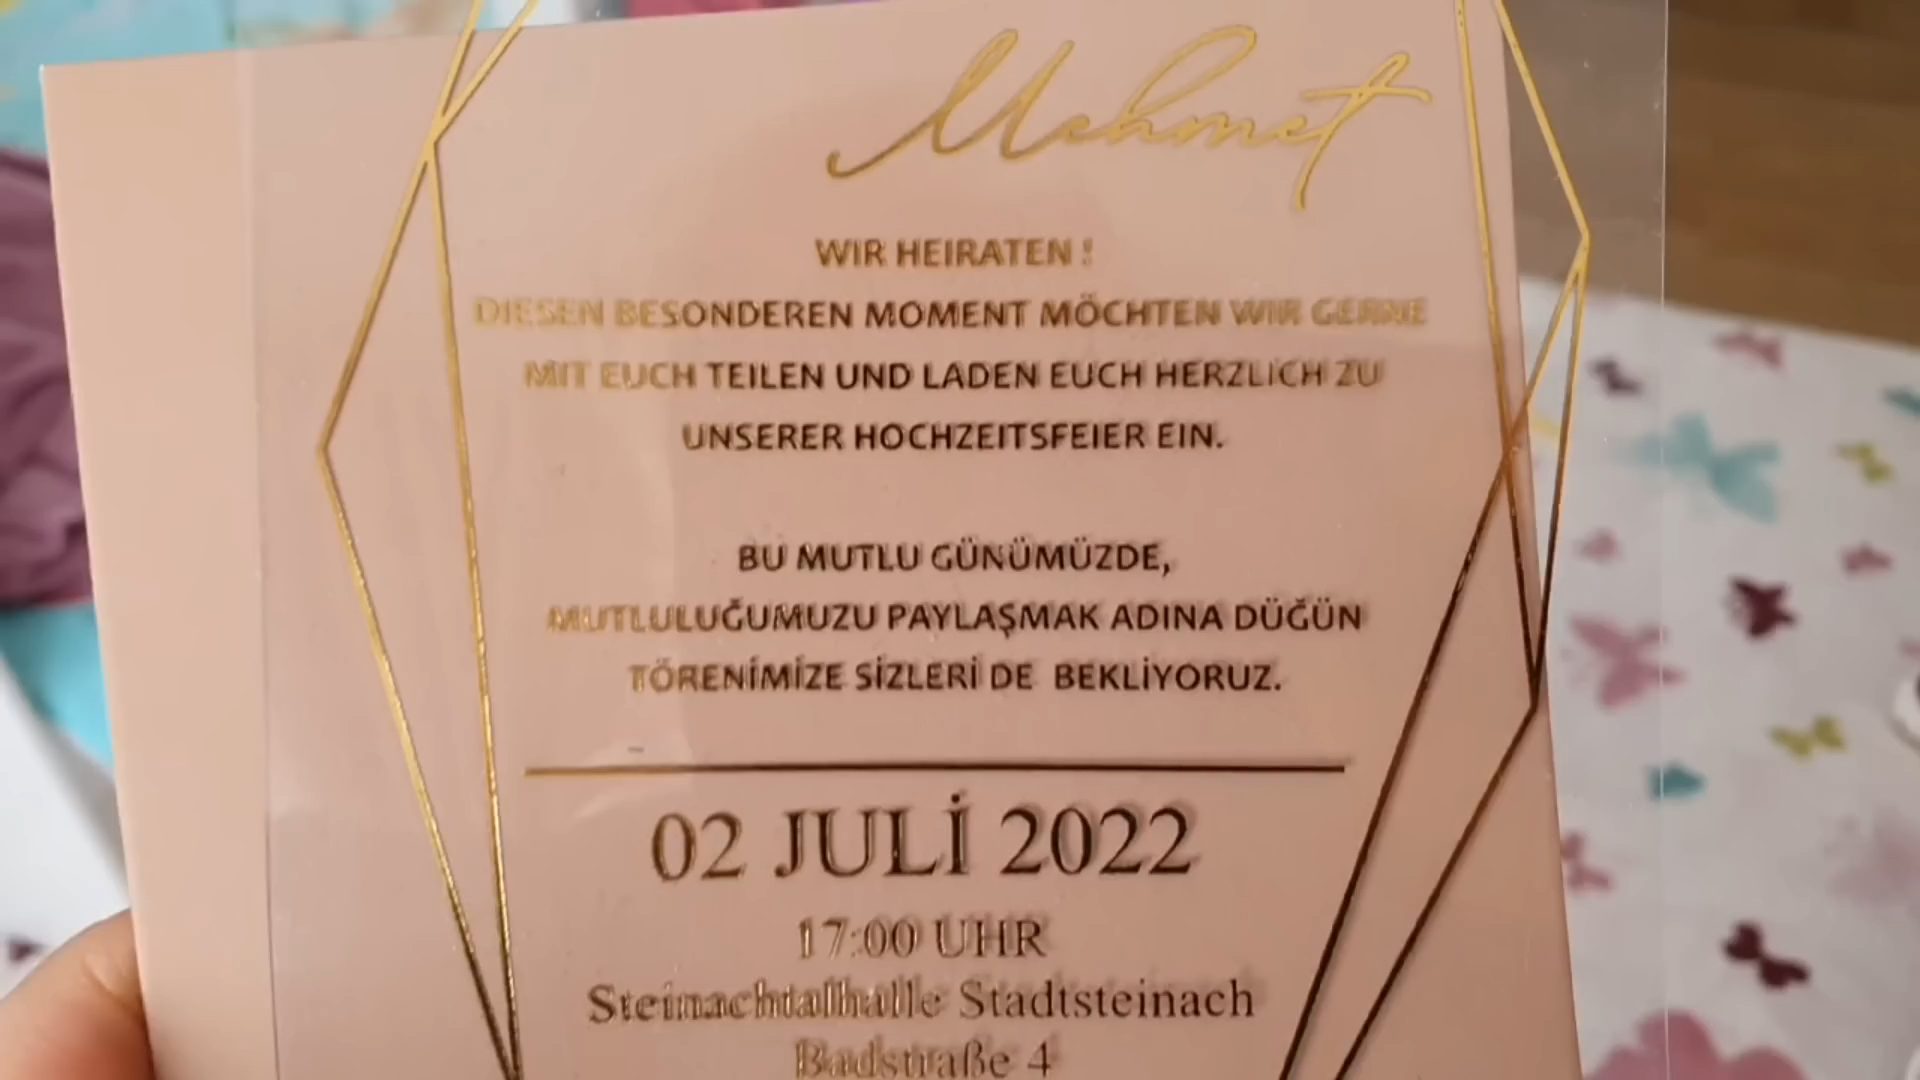 Mehmet
WIR HEIRATEN !
DIESEN BESONDEREN MOMENT MÖCHTEN WIR GERNE
MIT EUCH TEILEN UND LADEN EUCH HERZLICH ZU
UNSERER HOCHZEITSFEIER EIN.
BU MUTLU GÜNÜMÜZDE,
MUTLULUĞUMUZU PAYLAŞMAK ADINA DÜĞÜN
TÖRENİMİZE SİZLERİ DE BEKLİYORUZ.
02 JULİ 2022
17:00 UHR
Steinachtalhalle Stadtsteinach
Badstraße 4